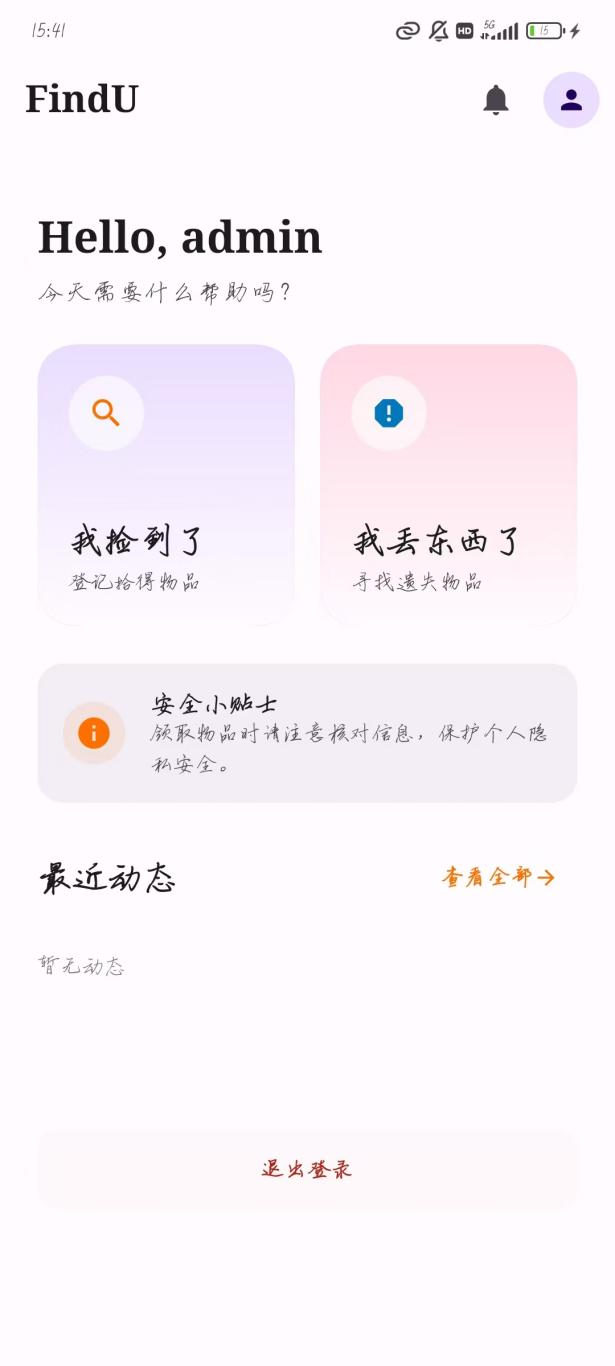 15:41
HD 5G 15
FindU
Hello, admin
今天需要什么帮助吗？
我捡到了
登记拾得物品
我丢东西了
寻找遗失物品
安全小贴士
领取物品时请注意核对信息，保护个人隐
私安全。
最近动态
查看全部→
暂无动态
退出登录